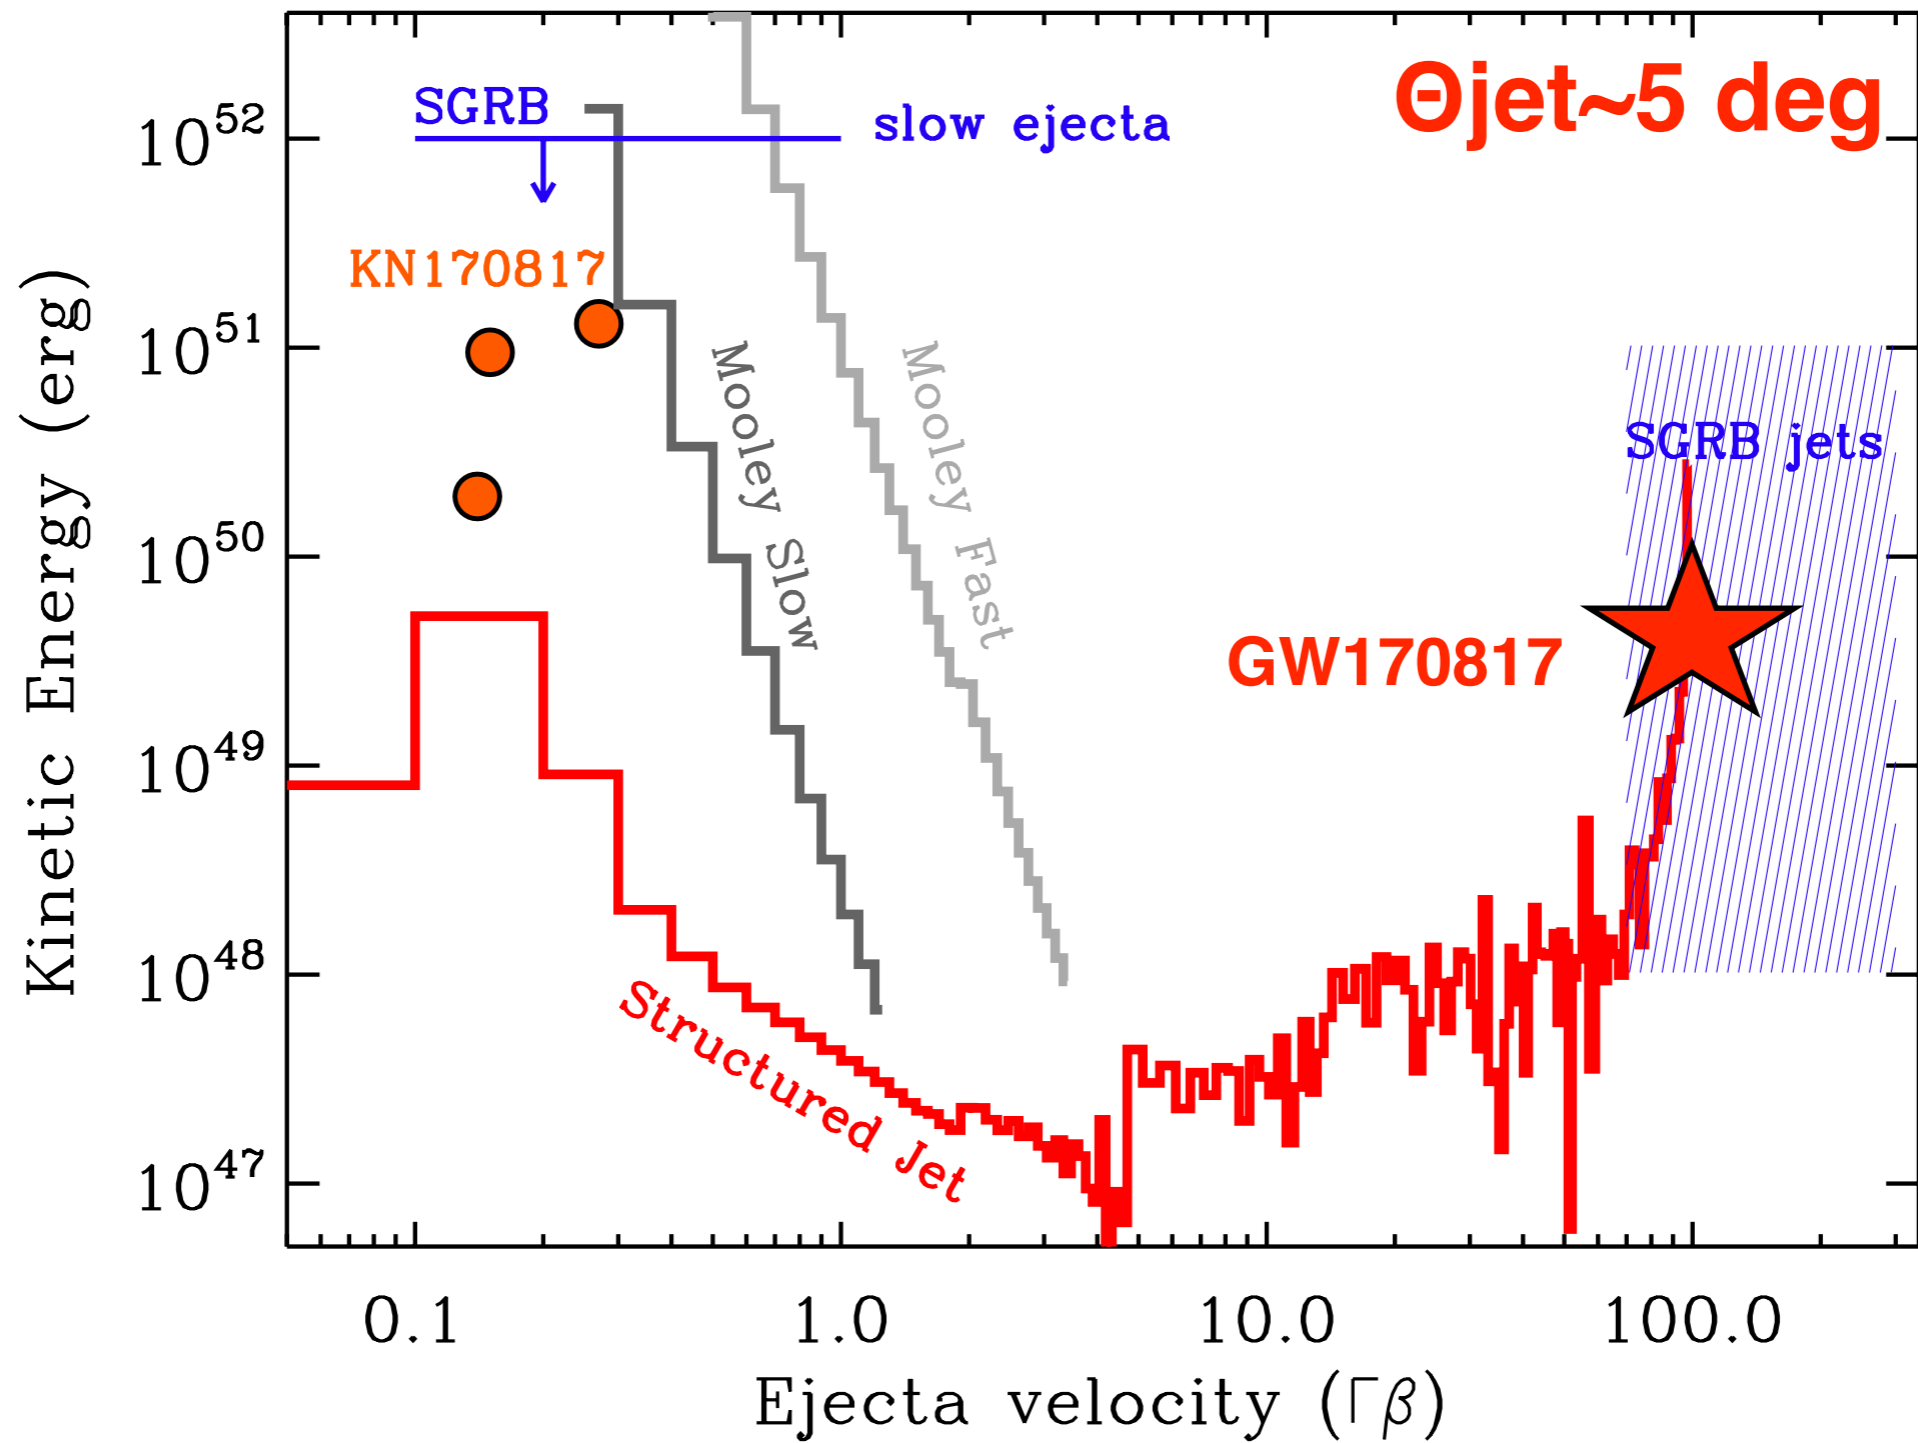 Θjet~5 deg
SGRB
slow ejecta
KN170817
Mooley Slow
Mooley Fast
SGRB jets
GW170817
Structured Jet
Kinetic Energy (erg)
10^52
10^51
10^50
10^49
10^48
10^47
0.1 1.0 10.0 100.0
Ejecta velocity (Γβ)